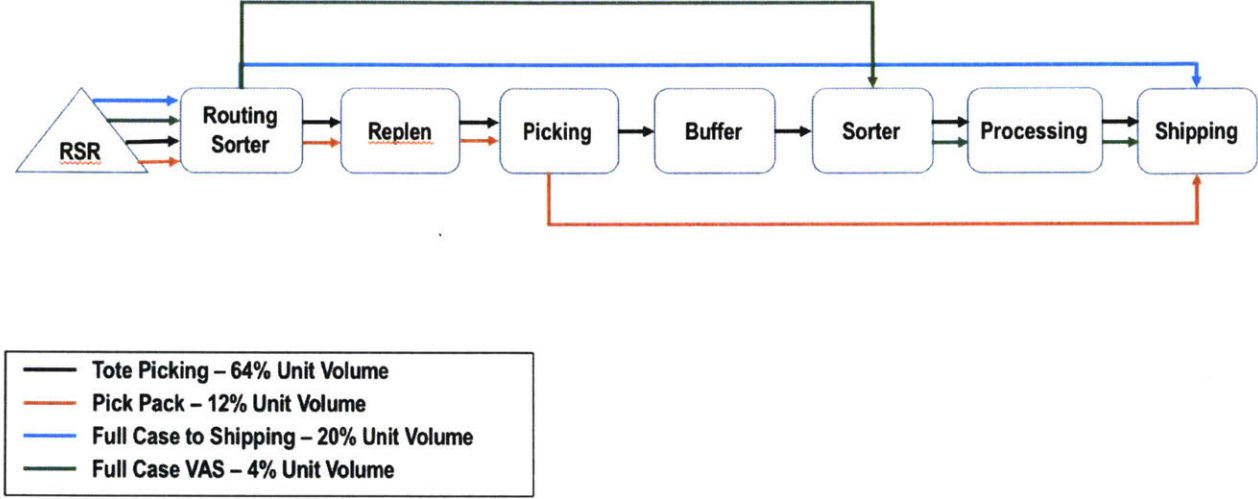 RSR
Routing
Sorter
Replen
Picking
Buffer
Sorter
Processing
Shipping
Tote Picking – 64% Unit Volume
Pick Pack – 12% Unit Volume
Full Case to Shipping – 20% Unit Volume
Full Case VAS – 4% Unit Volume